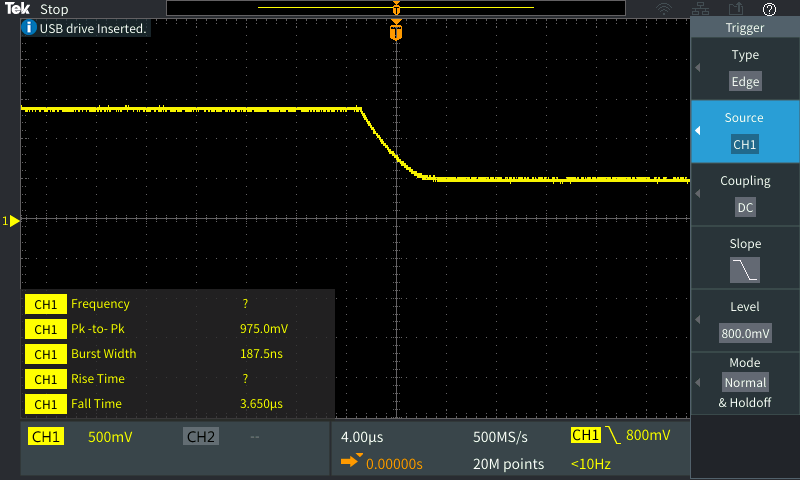 Tek Stop
T
?
i USB drive Inserted.
T
Trigger
Type
Edge
Source
CH1
Coupling
DC
Slope
Level
800.0mV
Mode
Normal
& Holdoff
1
CH1 Frequency ?
CH1 Pk -to- Pk 975.0mV
CH1 Burst Width 187.5ns
CH1 Rise Time ?
CH1 Fall Time 3.650µs
CH1 500mV CH2 --
4.00µs 500MS/s CH1 800mV
0.00000s 20M points <10Hz